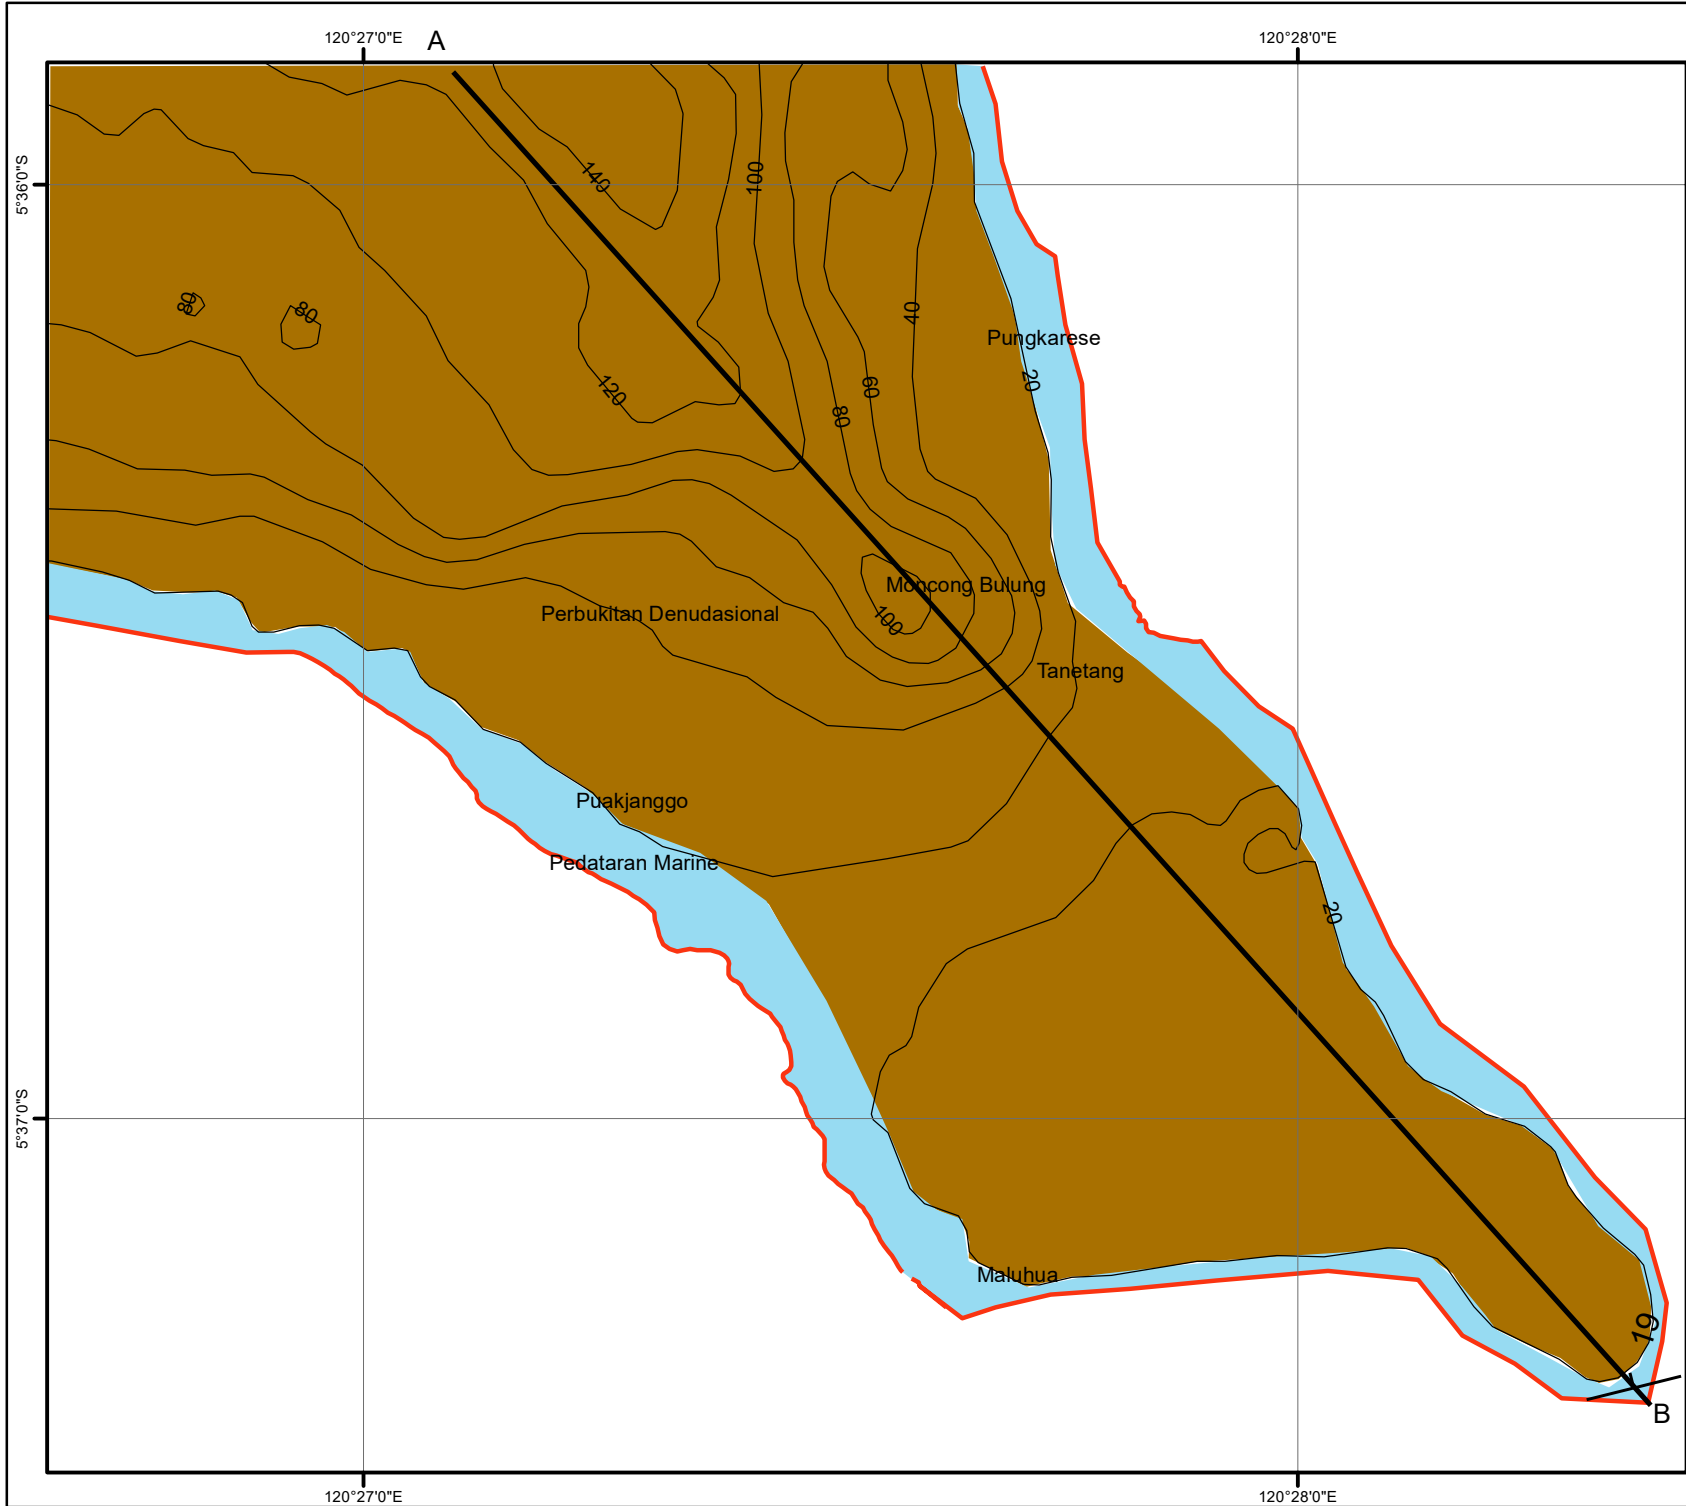 120°27'0"E
A
120°28'0"E
5°36'0"S
140
100
80
80
40
Pungkarese
20
120
60
80
Moncong Bulung
100
Perbukitan Denudasional
Tanetang
Puakjanggo
Pedataran Marine
20
5°37'0"S
Maluhua
19
B
120°27'0"E
120°28'0"E